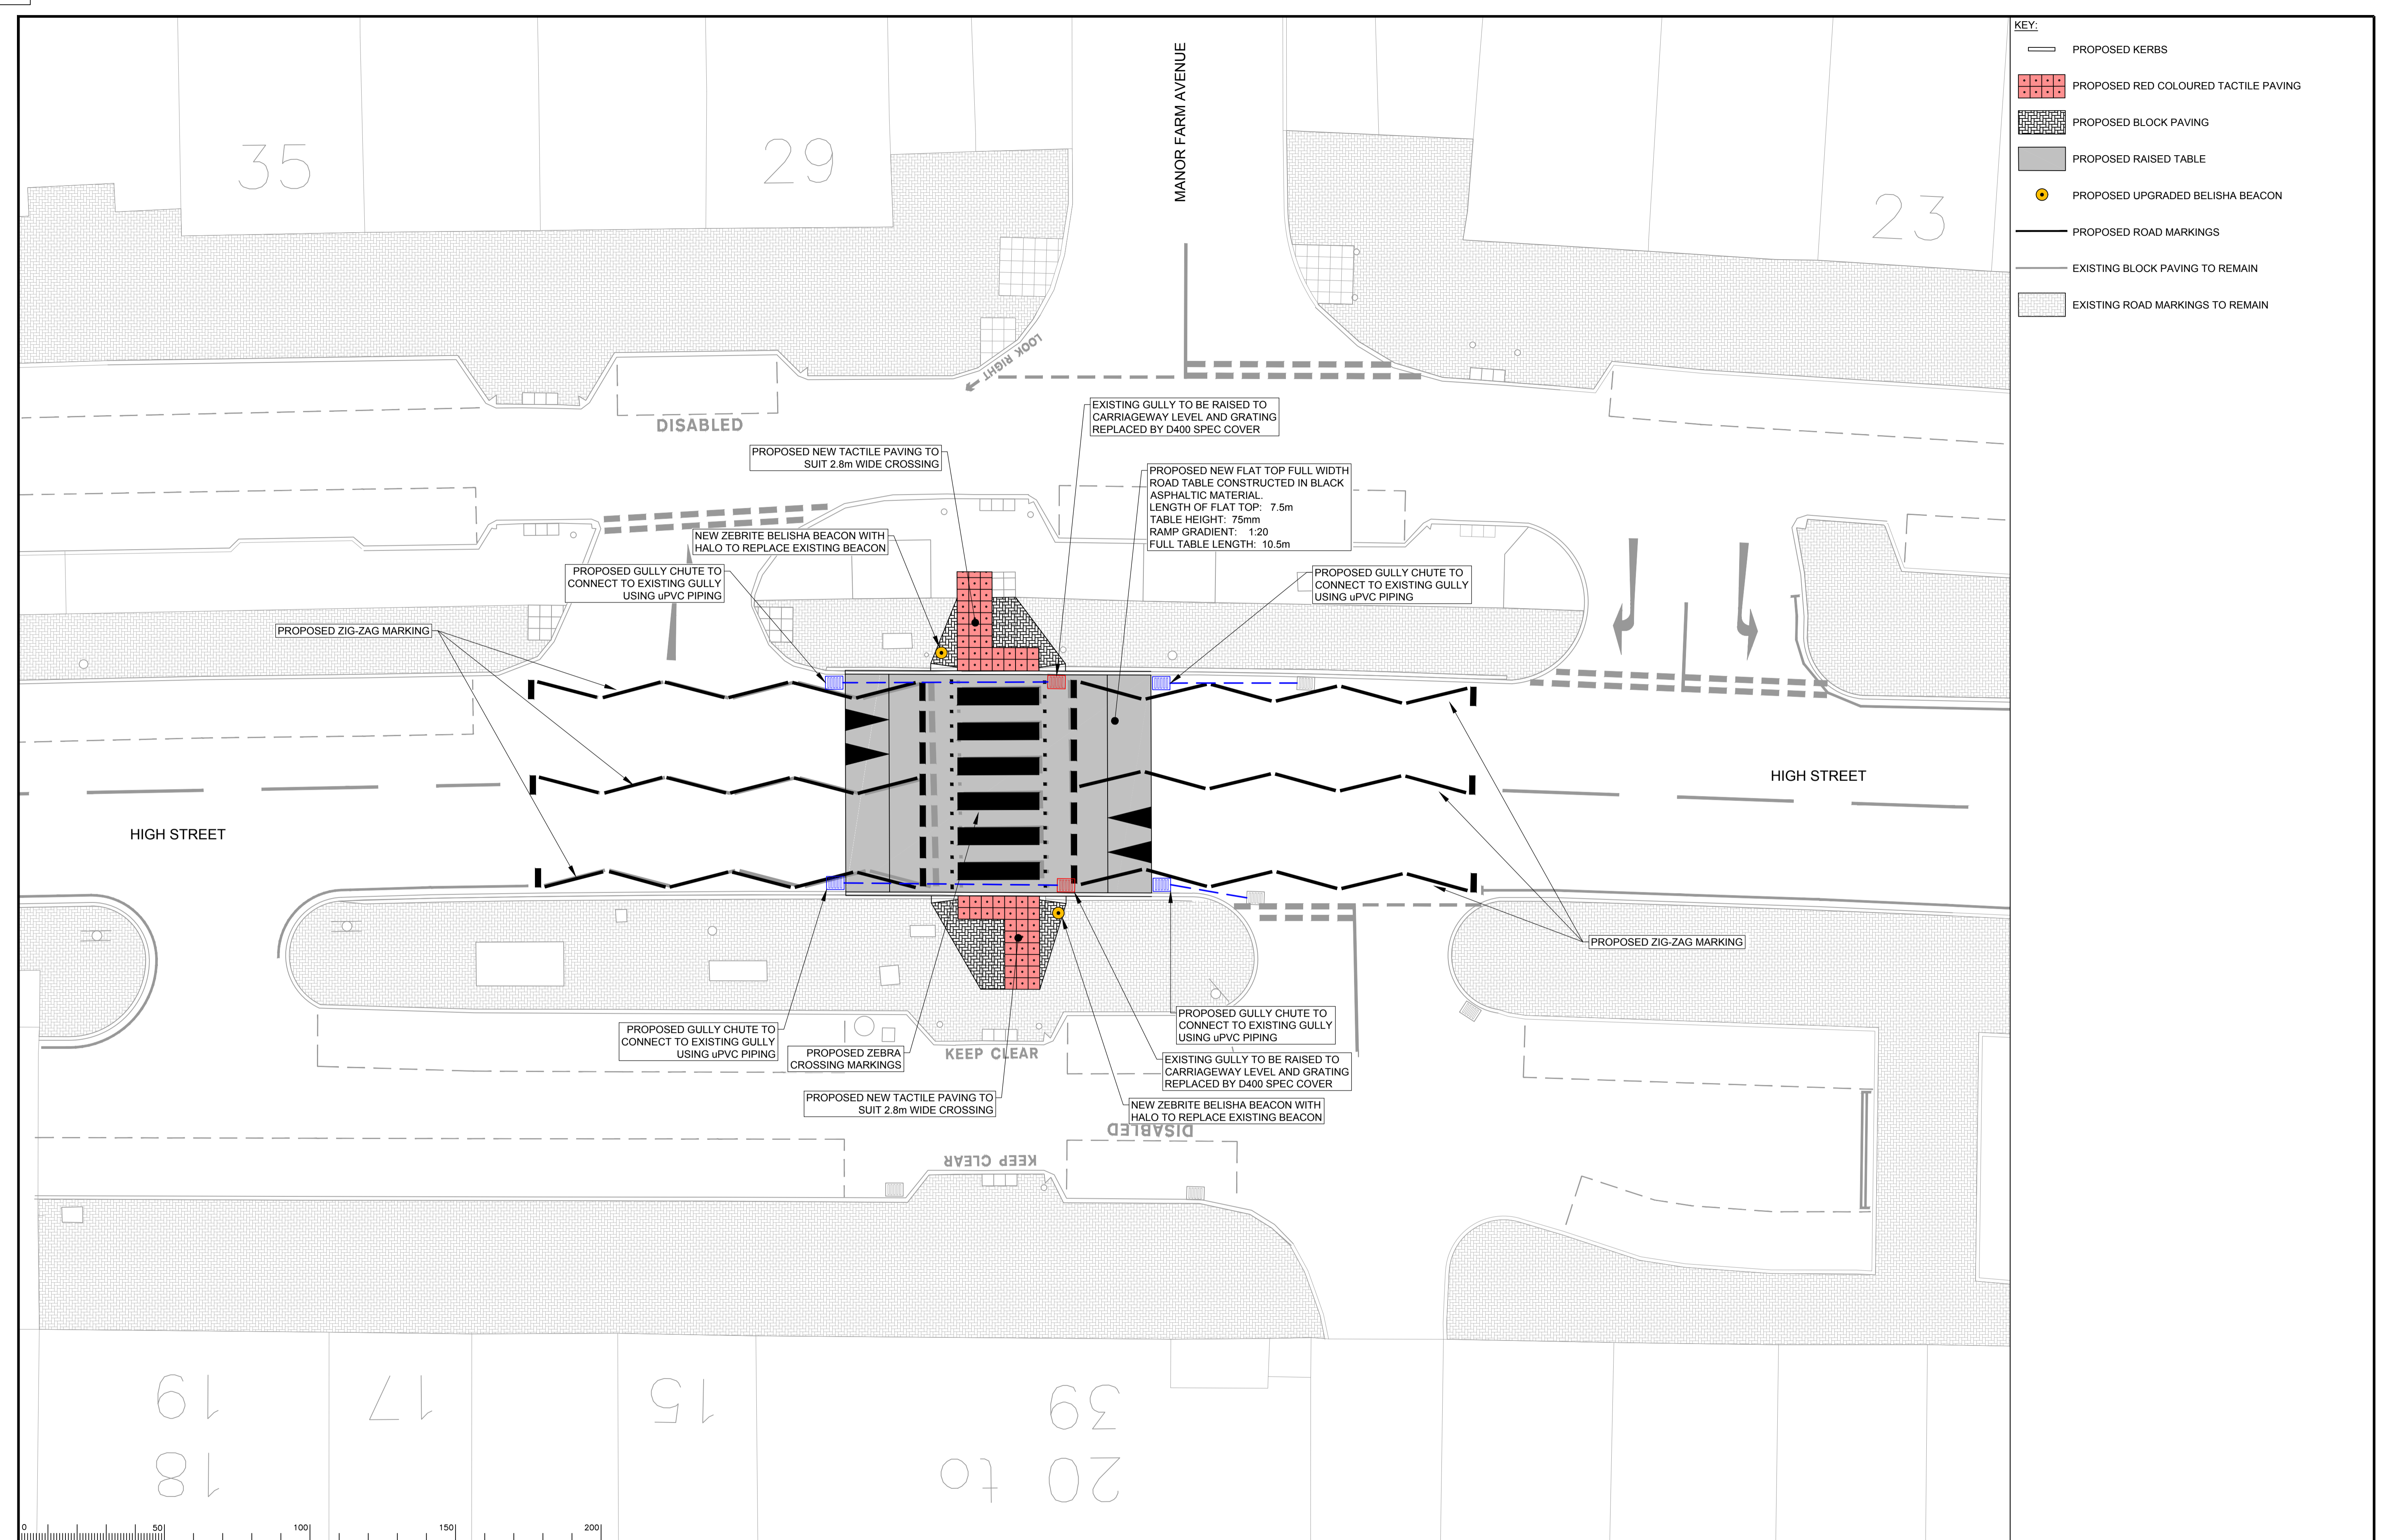 KEY:
PROPOSED KERBS
PROPOSED RED COLOURED TACTILE PAVING
PROPOSED BLOCK PAVING
PROPOSED RAISED TABLE
PROPOSED UPGRADED BELISHA BEACON
PROPOSED ROAD MARKINGS
EXISTING BLOCK PAVING TO REMAIN
EXISTING ROAD MARKINGS TO REMAIN
MANOR FARM AVENUE
35
29
23
LOOK RIGHT
DISABLED
EXISTING GULLY TO BE RAISED TO
CARRIAGEWAY LEVEL AND GRATING
REPLACED BY D400 SPEC COVER
PROPOSED NEW TACTILE PAVING TO
SUIT 2.8m WIDE CROSSING
PROPOSED NEW FLAT TOP FULL WIDTH
ROAD TABLE CONSTRUCTED IN BLACK
ASPHALTIC MATERIAL.
LENGTH OF FLAT TOP: 7.5m
TABLE HEIGHT: 75mm
RAMP GRADIENT: 1:20
FULL TABLE LENGTH: 10.5m
NEW ZEBRITE BELISHA BEACON WITH
HALO TO REPLACE EXISTING BEACON
PROPOSED GULLY CHUTE TO
CONNECT TO EXISTING GULLY
USING uPVC PIPING
PROPOSED GULLY CHUTE TO
CONNECT TO EXISTING GULLY
USING uPVC PIPING
PROPOSED ZIG-ZAG MARKING
HIGH STREET
HIGH STREET
PROPOSED ZIG-ZAG MARKING
PROPOSED GULLY CHUTE TO
CONNECT TO EXISTING GULLY
USING uPVC PIPING
PROPOSED GULLY CHUTE TO
CONNECT TO EXISTING GULLY
USING uPVC PIPING
KEEP CLEAR
PROPOSED ZEBRA
CROSSING MARKINGS
EXISTING GULLY TO BE RAISED TO
CARRIAGEWAY LEVEL AND GRATING
REPLACED BY D400 SPEC COVER
PROPOSED NEW TACTILE PAVING TO
SUIT 2.8m WIDE CROSSING
NEW ZEBRITE BELISHA BEACON WITH
HALO TO REPLACE EXISTING BEACON
DISABLED
KEEP CLEAR
18
19
17
15
20 to
39
0 50 100 150 200